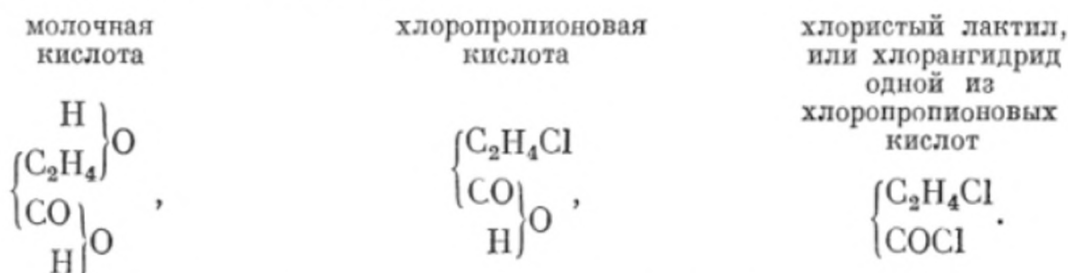 молочная
кислота
H
O
C₂H₄
CO
O
H
,
хлоропропионовая
кислота
C₂H₄Cl
CO
O
H
,
хлористый лактил,
или хлорангидрид
одной из
хлоропропионовых
кислот
C₂H₄Cl
COCl
.